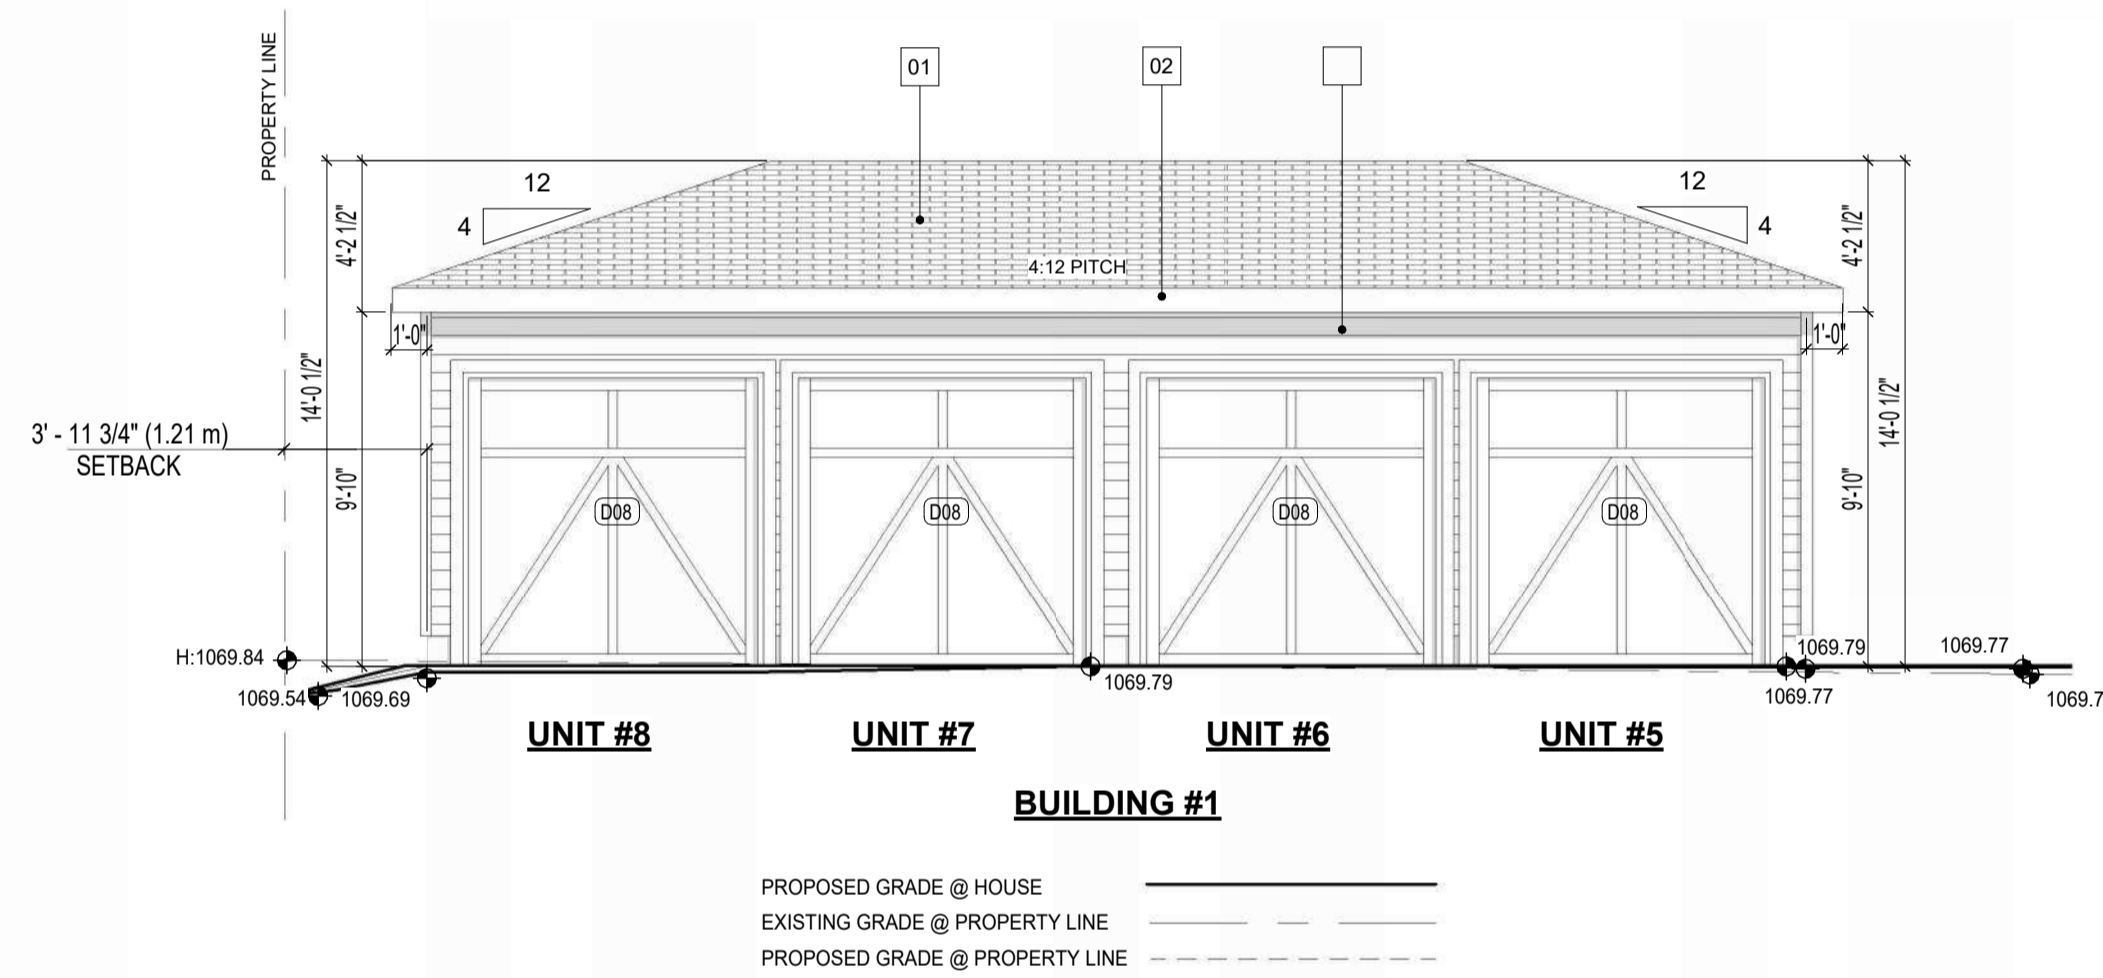 PROPERTY LINE
01
02
12
4
12
4
4'-2 1/2"
4'-2 1/2"
4:12 PITCH
1'-0"
1'-0"
14'-0 1/2"
14'-0 1/2"
3' - 11 3/4" (1.21 m)
SETBACK
9'-10"
9'-10"
D08
D08
D08
D08
H:1069.84
1069.54
1069.69
1069.79
1069.79
1069.77
1069.77
1069.7
UNIT #8
UNIT #7
UNIT #6
UNIT #5
BUILDING #1
PROPOSED GRADE @ HOUSE
EXISTING GRADE @ PROPERTY LINE
PROPOSED GRADE @ PROPERTY LINE